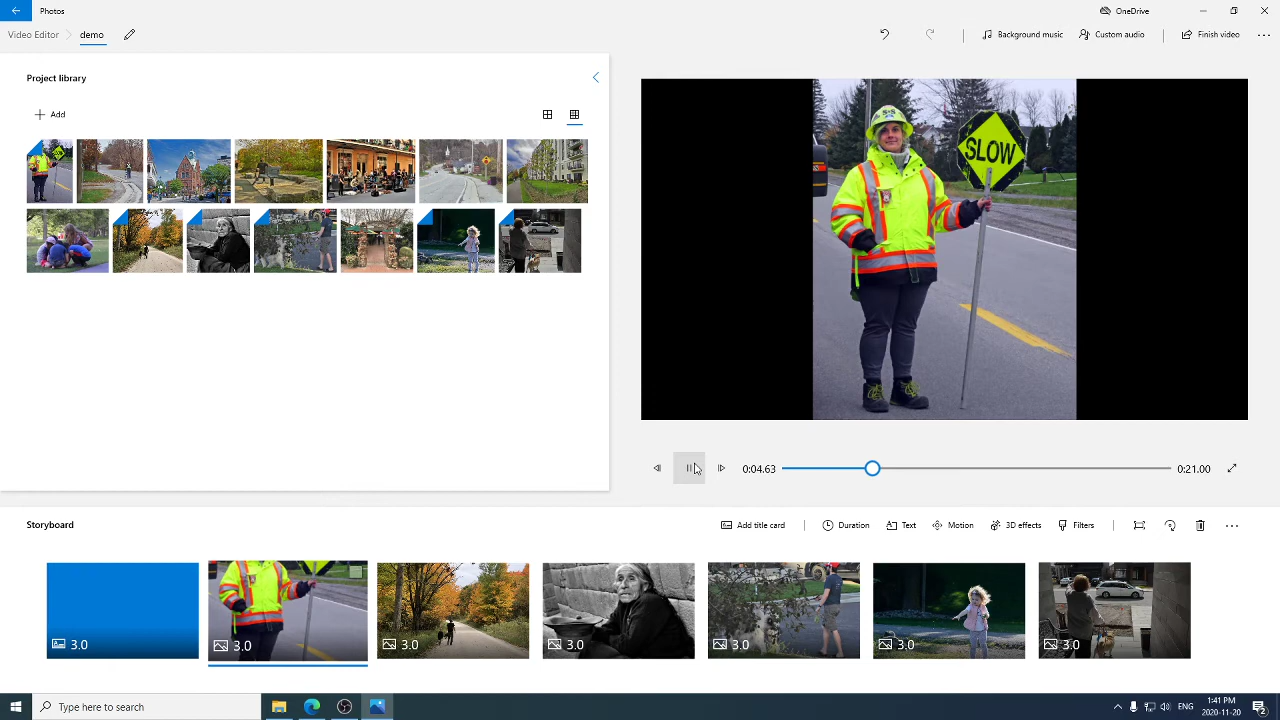 Photos
OneDrive
Video Editor
demo
Background music
Custom audio
Finish video
Project library
Add
SLOW
S&S
0:04.63
0:21.00
Storyboard
Add title card
Duration
Text
Motion
3D effects
Filters
3.0
3.0
3.0
3.0
3.0
3.0
3.0
Type here to search
ENG
1:41 PM
2020-11-20
2